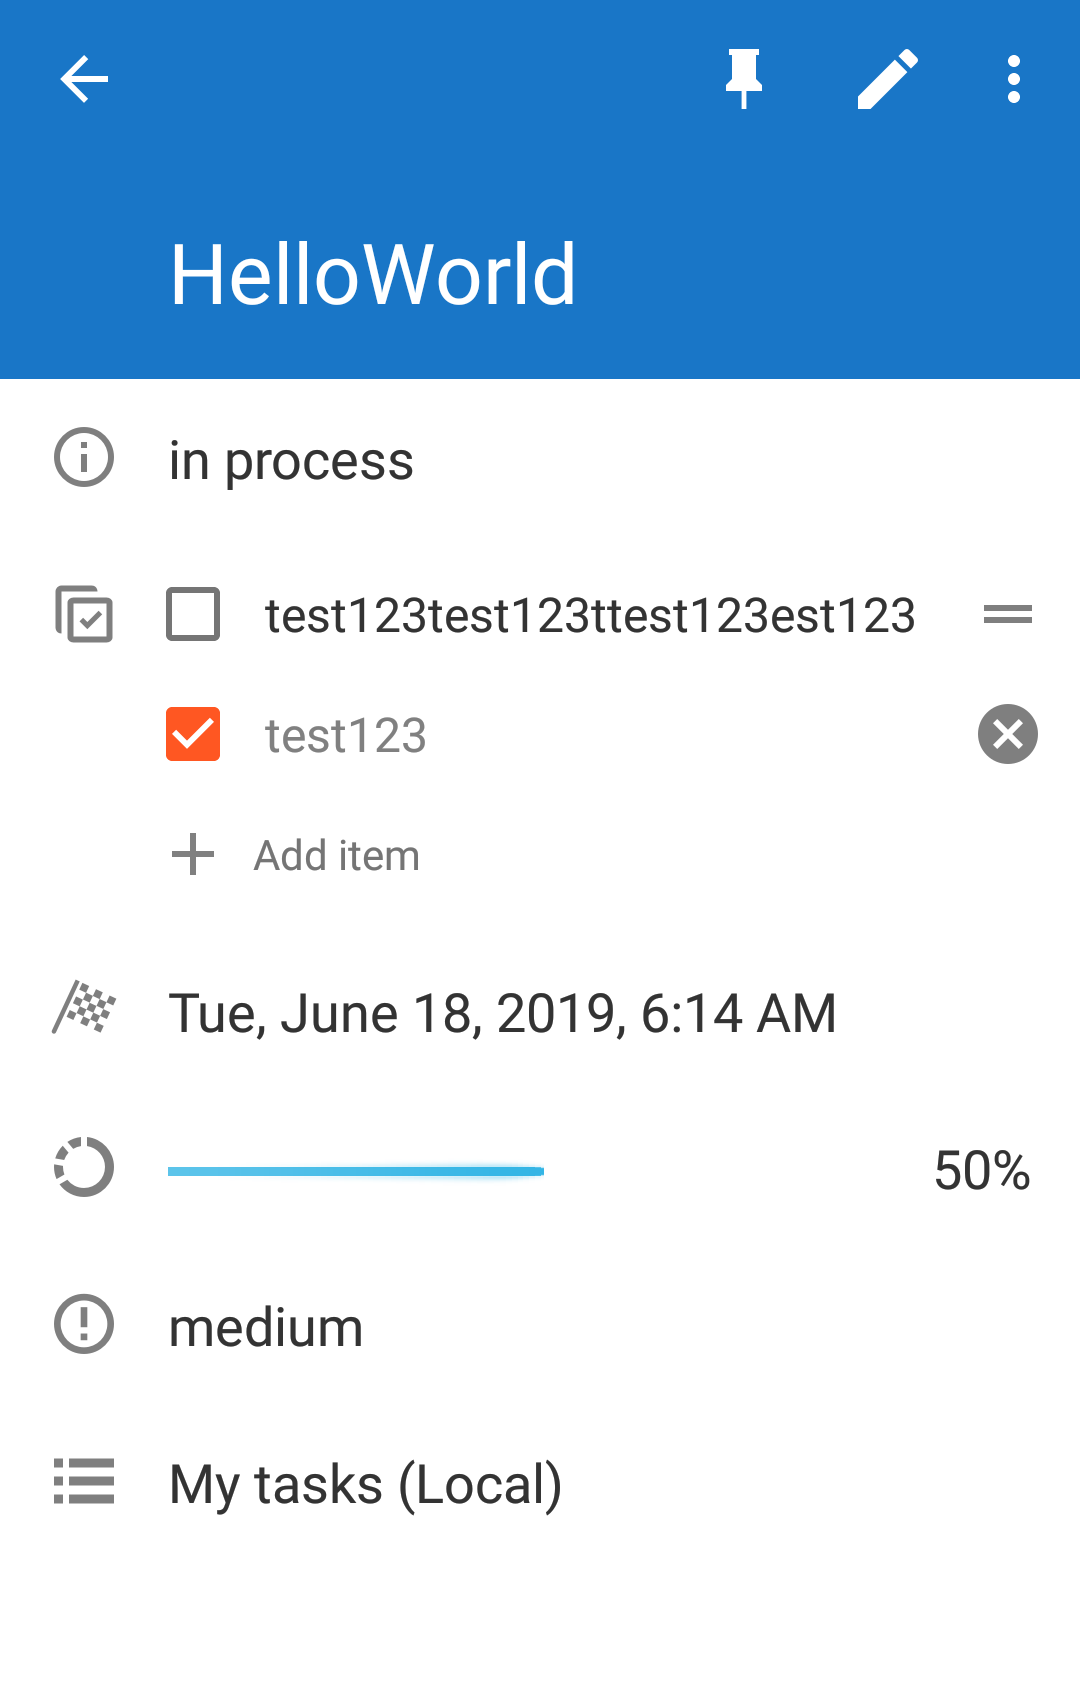 HelloWorld
in process
test123test123ttest123est123
test123
Add item
Tue, June 18, 2019, 6:14 AM
50%
medium
My tasks (Local)